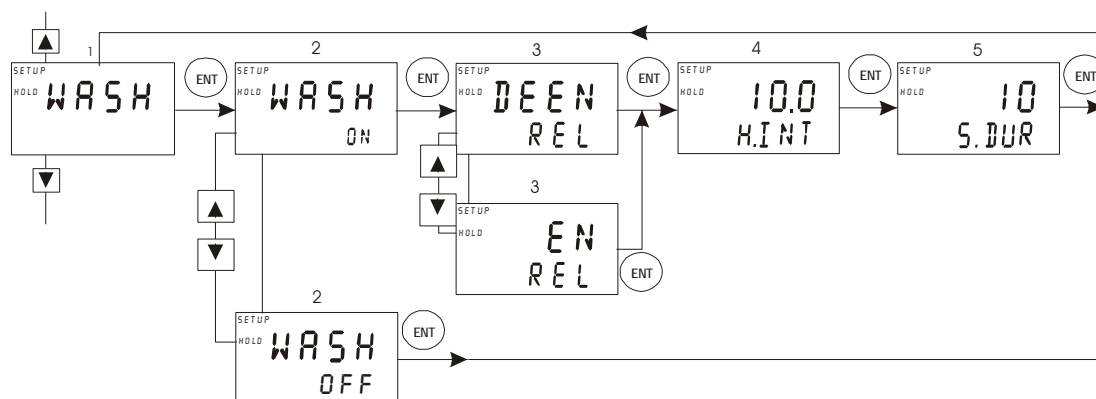 1
SETUP
HOLD
WASH
ENT
2
SETUP
HOLD
WASH
ON
ENT
3
SETUP
HOLD
DEEN
REL
ENT
4
SETUP
HOLD
10.0
H.INT
ENT
5
SETUP
HOLD
10
S.DUR
ENT
3
SETUP
HOLD
EN
REL
ENT
2
SETUP
HOLD
WASH
OFF
ENT